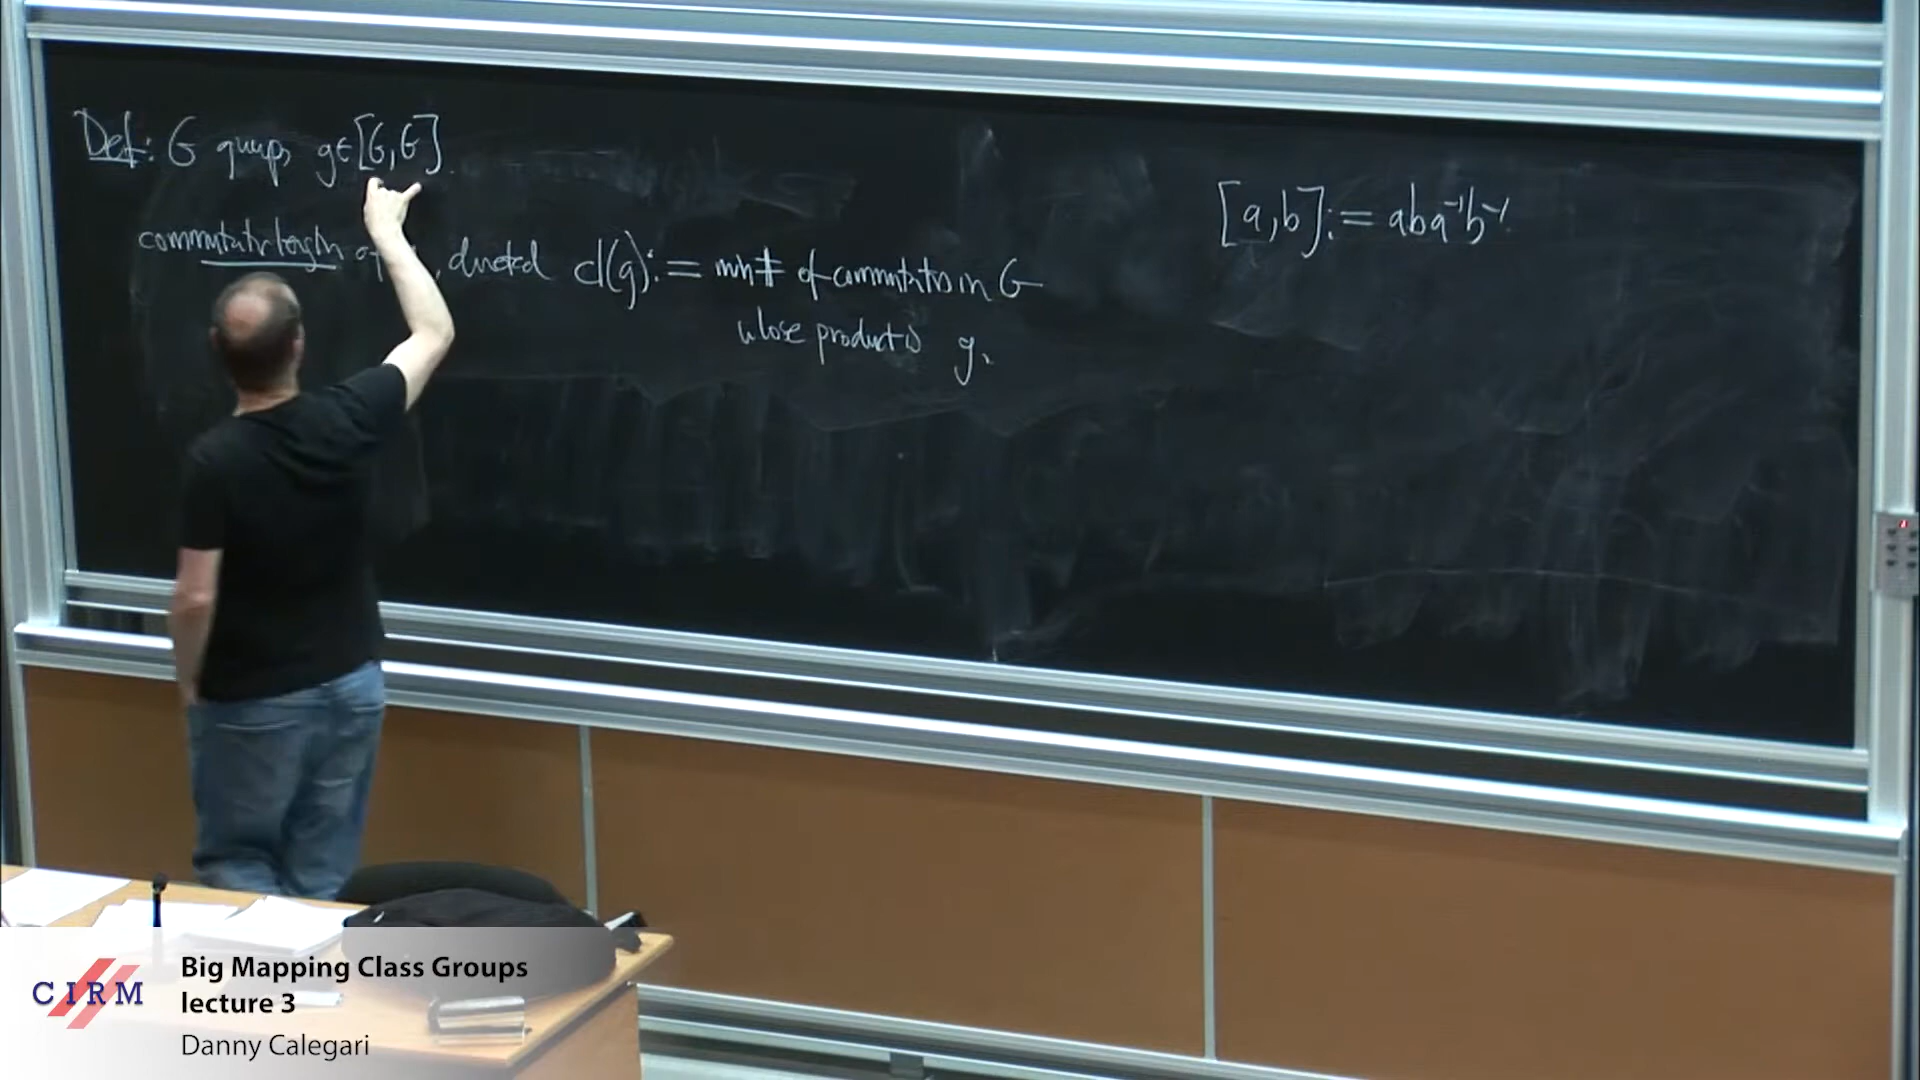 Def: G group, g∈[G,G].
commutator length of , denoted cl(g) := min # of commutators in G
whose product is g.
[a,b] := aba⁻¹b⁻¹
CIRM
Big Mapping Class Groups
lecture 3
Danny Calegari